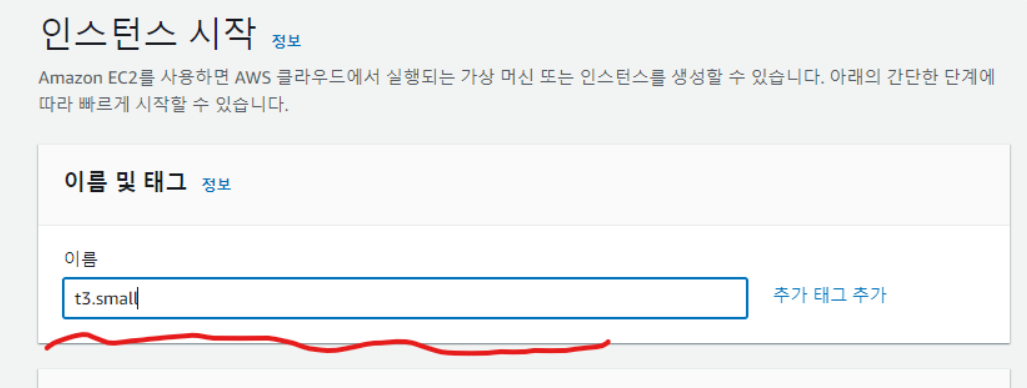 인스턴스 시작 정보
Amazon EC2를 사용하면 AWS 클라우드에서 실행되는 가상 머신 또는 인스턴스를 생성할 수 있습니다. 아래의 간단한 단계에
따라 빠르게 시작할 수 있습니다.
이름 및 태그 정보
이름
t3.small 추가 태그 추가